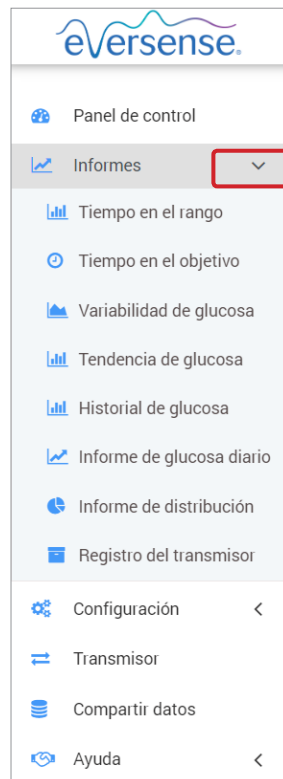 eversense.
Panel de control
Informes
Tiempo en el rango
Tiempo en el objetivo
Variabilidad de glucosa
Tendencia de glucosa
Historial de glucosa
Informe de glucosa diario
Informe de distribución
Registro del transmisor
Configuración
Transmisor
Compartir datos
Ayuda